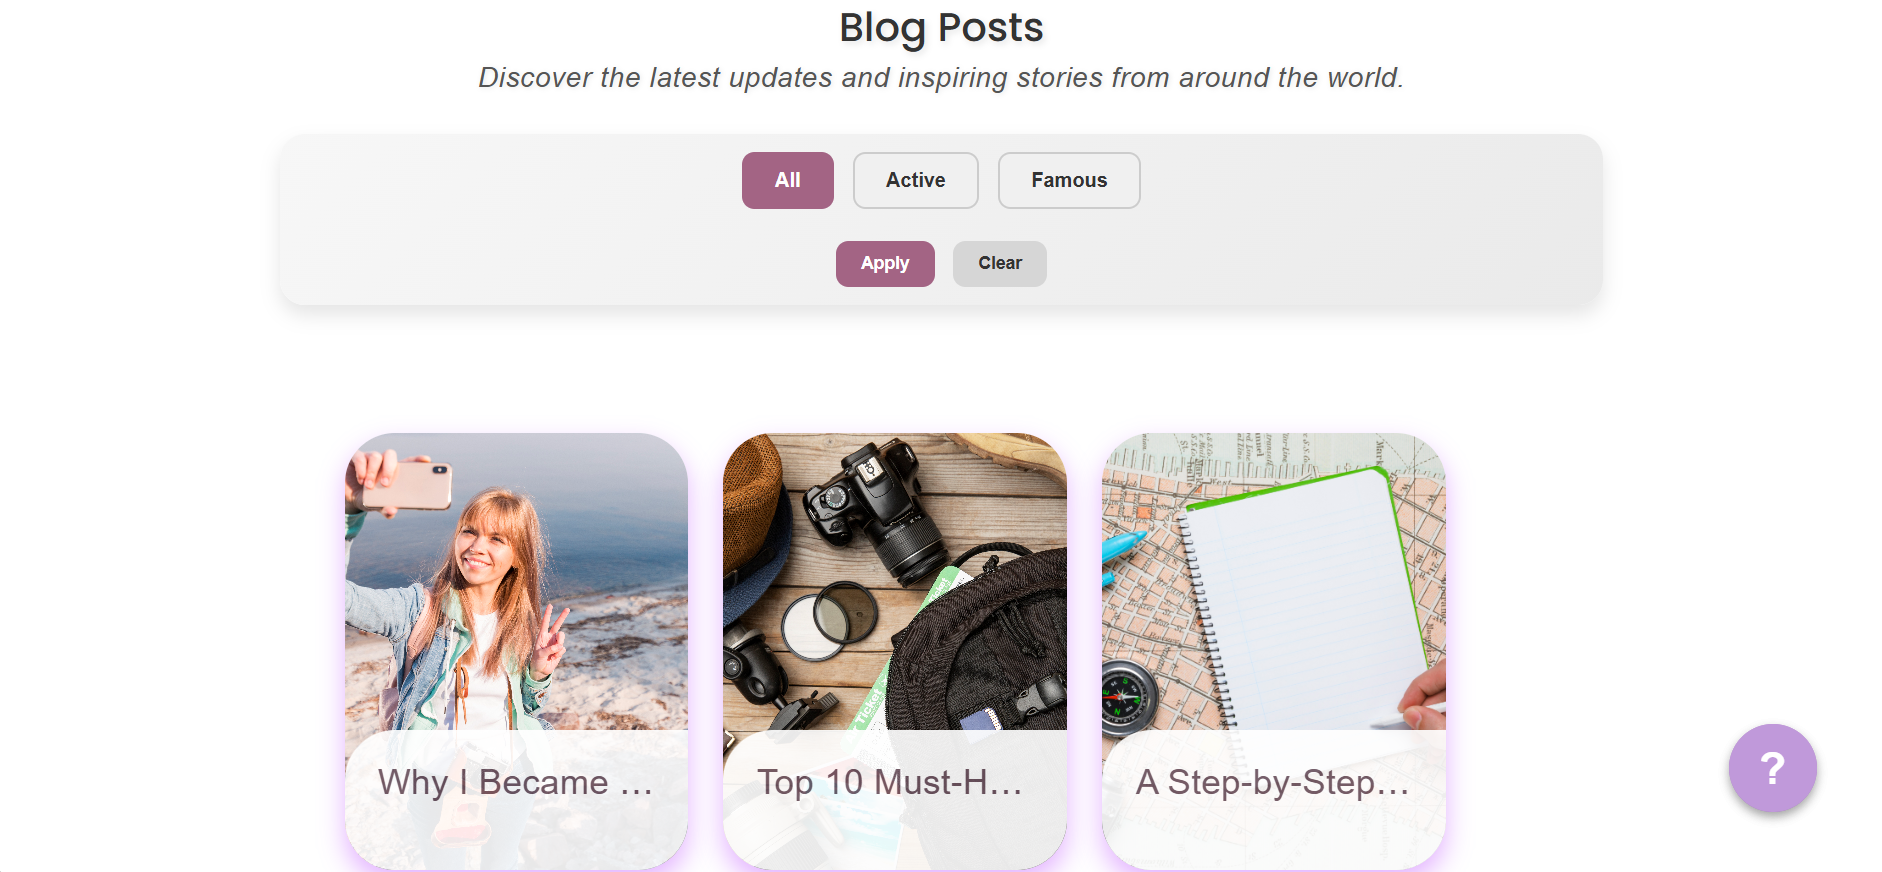 Blog Posts
Discover the latest updates and inspiring stories from around the world.
All
Active
Famous
Apply
Clear
Ticket
Why I Became ...
Top 10 Must-H...
A Step-by-Step...
?